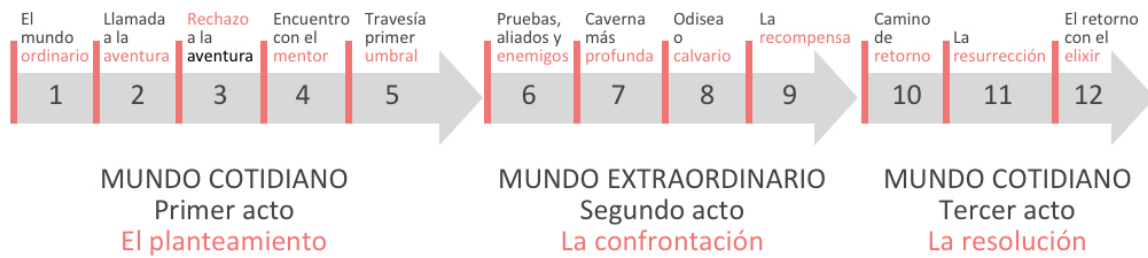 El
mundo
ordinario
Llamada
a la
aventura
Rechazo
a la
aventura
Encuentro
con el
mentor
Travesía
primer
umbral
1
2
3
4
5
MUNDO COTIDIANO
Primer acto
El planteamiento
Pruebas,
aliados y
enemigos
Caverna
más
profunda
Odisea
o
calvario
La
recompensa
6
7
8
9
MUNDO EXTRAORDINARIO
Segundo acto
La confrontación
Camino
de
retorno
La
resurrección
El retorno
con el
elixir
10
11
12
MUNDO COTIDIANO
Tercer acto
La resolución